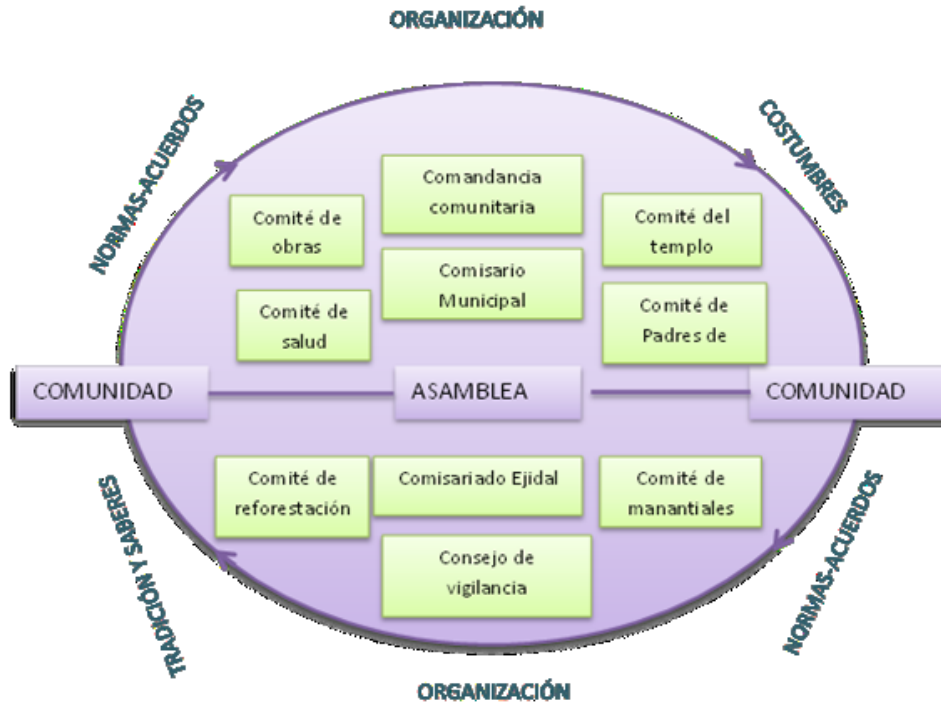 ORGANIZACIÓN
NORMAS-ACUERDOS
COSTUMBRES
Comandancia
comunitaria
Comité de
obras
Comité del
templo
Comisario
Municipal
Comité de
salud
Comité de
Padres de
COMUNIDAD
ASAMBLEA
COMUNIDAD
Comité de
reforestación
Comisariado Ejidal
Comité de
manantiales
Consejo de
vigilancia
TRADICIÓN Y SABERES
NORMAS-ACUERDOS
ORGANIZACIÓN